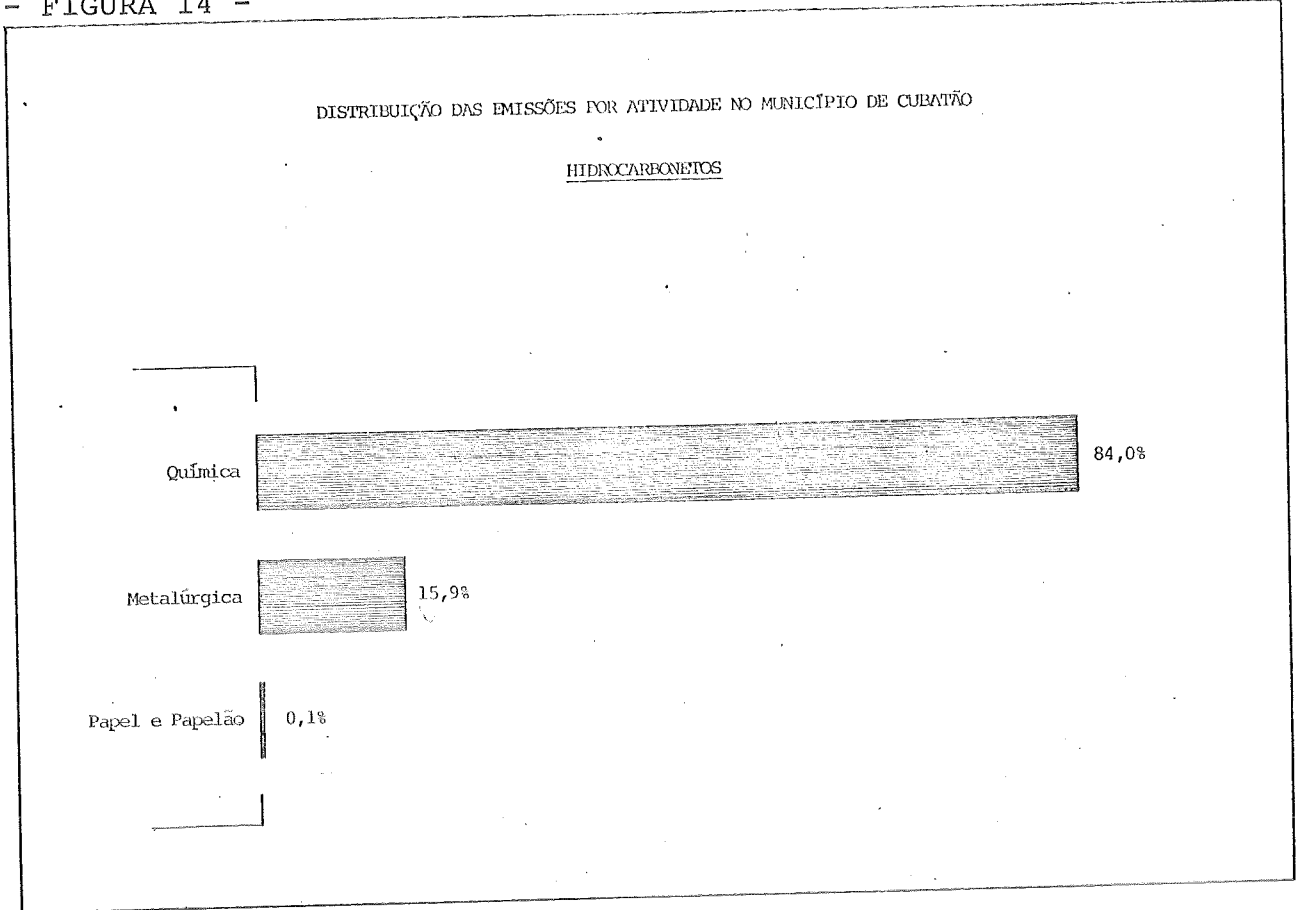 - FIGURA 14 -
DISTRIBUIÇÃO DAS EMISSÕES POR ATIVIDADE NO MUNICÍPIO DE CUBATÃO
HIDROCARBONETOS
Química 84,0%
Metalúrgica 15,9%
Papel e Papelão 0,1%